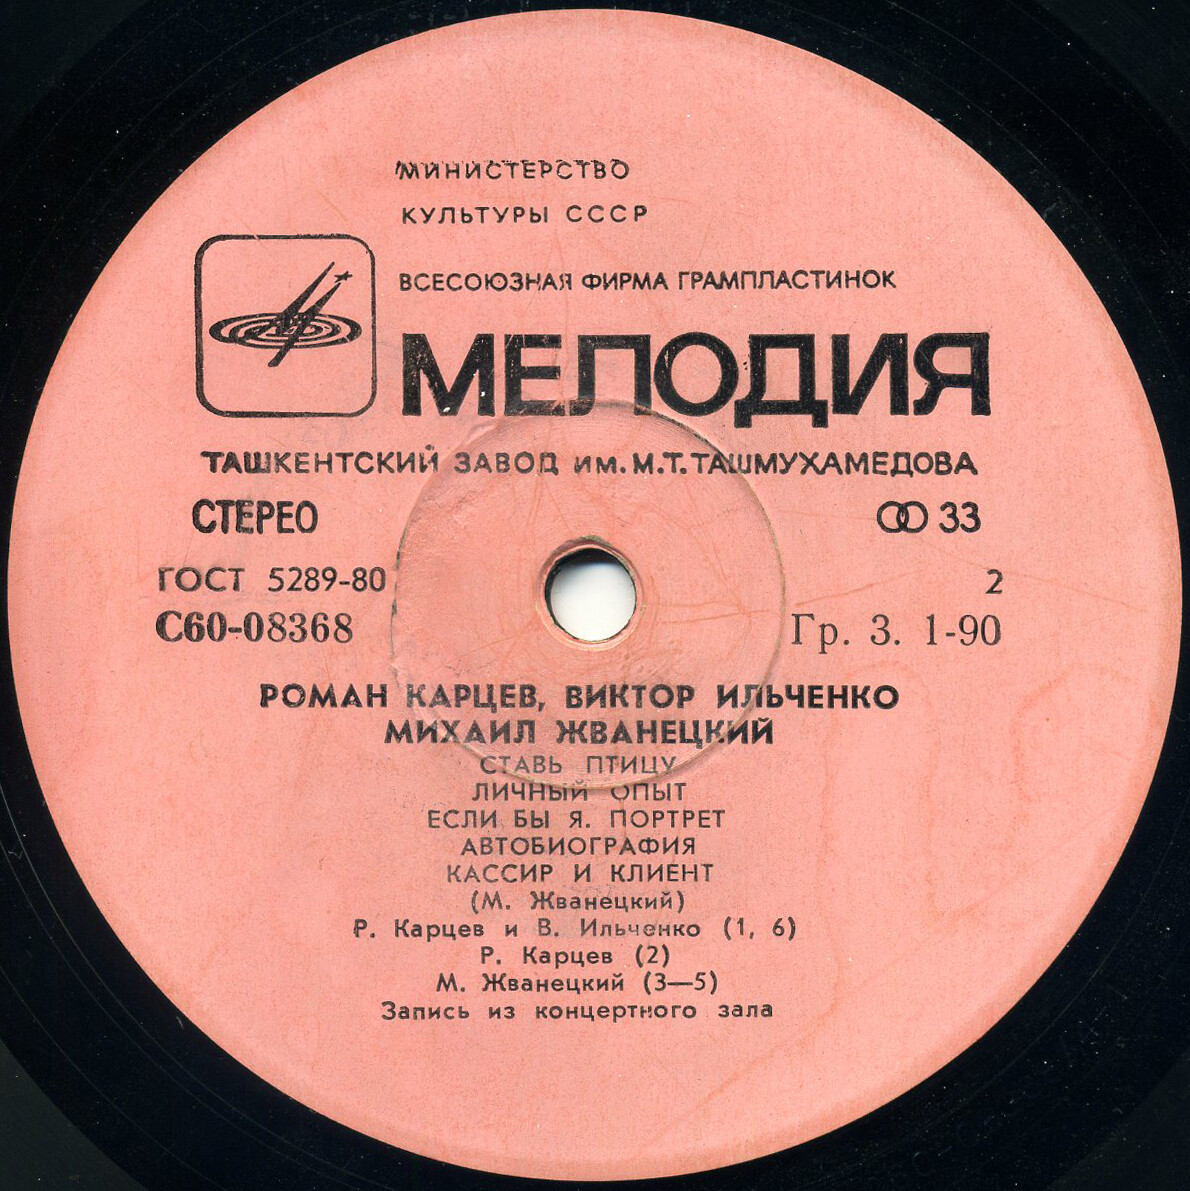 МИНИСТЕРСТВО
КУЛЬТУРЫ СССР
ВСЕСОЮЗНАЯ ФИРМА ГРАМПЛАСТИНОК
МЕЛОДИЯ
ТАШКЕНТСКИЙ ЗАВОД ИМ. М.Т.ТАШМУХАМЕДОВА
СТЕРЕО 33
ГОСТ 5289-80 2
С60-08368 Гр. 3. 1-90
РОМАН КАРЦЕВ, ВИКТОР ИЛЬЧЕНКО
МИХАИЛ ЖВАНЕЦКИЙ
СТАВЬ ПТИЦУ
ЛИЧНЫЙ ОПЫТ
ЕСЛИ БЫ Я. ПОРТРЕТ
АВТОБИОГРАФИЯ
КАССИР И КЛИЕНТ
(М. Жванецкий)
Р. Карцев и В. Ильченко (1, 6)
Р. Карцев (2)
М. Жванецкий (3—5)
Запись из концертного зала